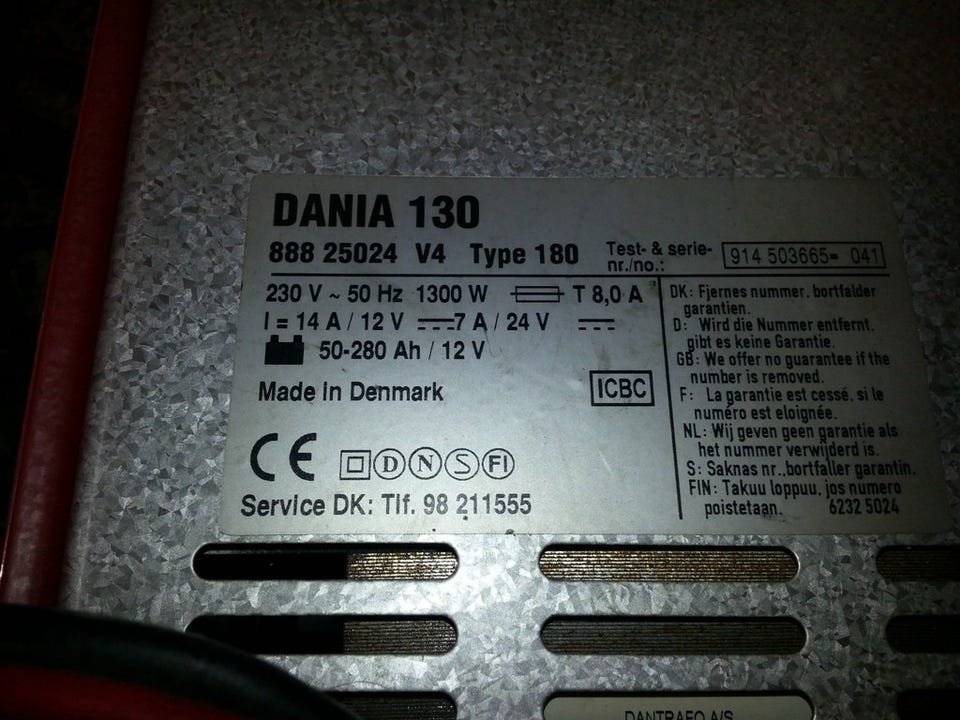 DANIA 130
888 25024 V4 Type 180
Test- & serie-
nr./no.:
914 503665- 041
230 V ~ 50 Hz 1300 W T 8,0 A
I = 14 A / 12 V 7 A / 24 V
50-280 Ah / 12 V
Made in Denmark
ICBC
CE D N S FI
Service DK: Tlf. 98 211555
DK: Fjernes nummer, bortfalder
garantien.
D: Wird die Nummer entfernt,
gibt es keine Garantie.
GB: We offer no guarantee if the
number is removed.
F: La garantie est cessé, si le
numéro est eloignée.
NL: Wij geven geen garantie als
het nummer verwijderd is.
S: Saknas nr., bortfaller garantin.
FIN: Takuu loppuu, jos numero
poistetaan. 6232 5024
DANTRAFO A/S